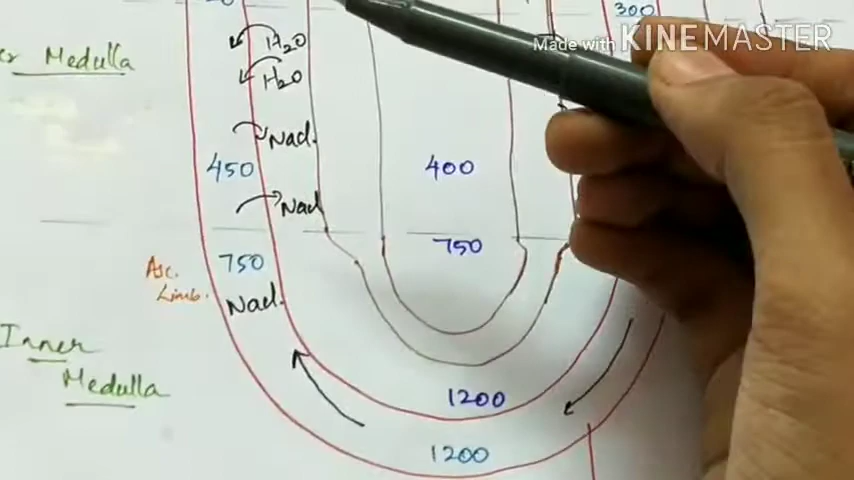 300
Made with KINEMASTER
H2O
Medulla
H2O
Nacl.
450
400
Nacl
750
Asc.
750
Limb.
Nacl.
Inner
Medulla
1200
1200